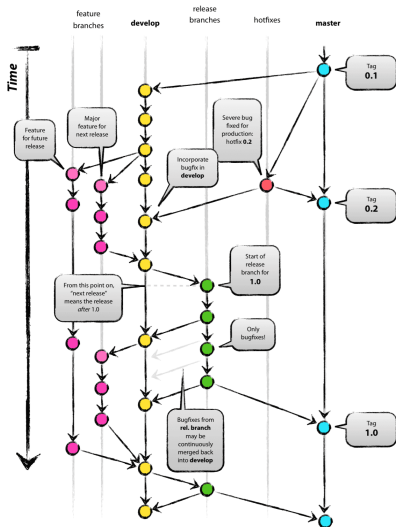 feature
branches
develop
release
branches
hotfixes
master
Time
Tag
0.1
Feature
for future
release
Major
feature for
next release
Severe bug
fixed for
production:
hotfix 0.2
Incorporate
bugfix in
develop
Tag
0.2
From this point on,
“next release”
means the release
after 1.0
Start of
release
branch for
1.0
Only
bugfixes!
Bugfixes from
rel. branch
may be
continuously
merged back
into develop
Tag
1.0